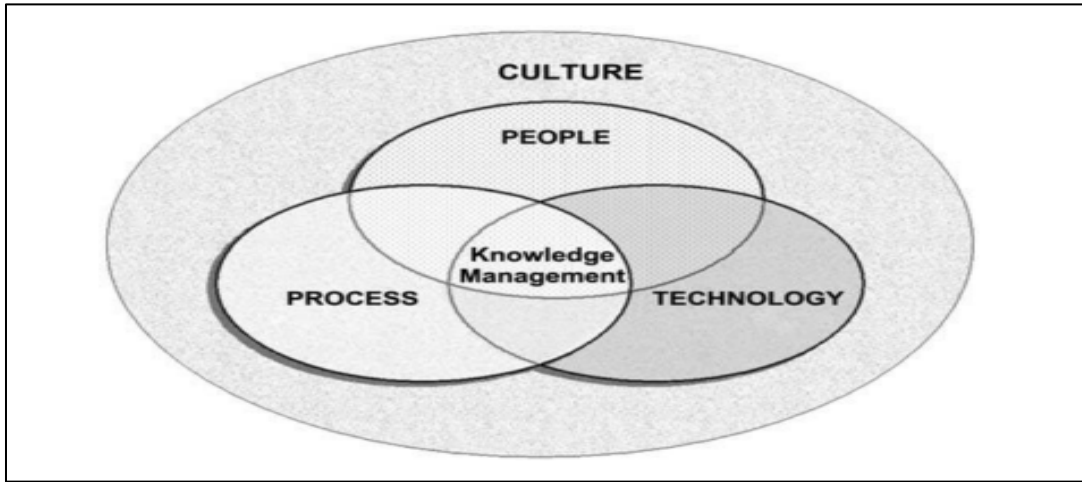 CULTURE
PEOPLE
Knowledge
Management
PROCESS
TECHNOLOGY